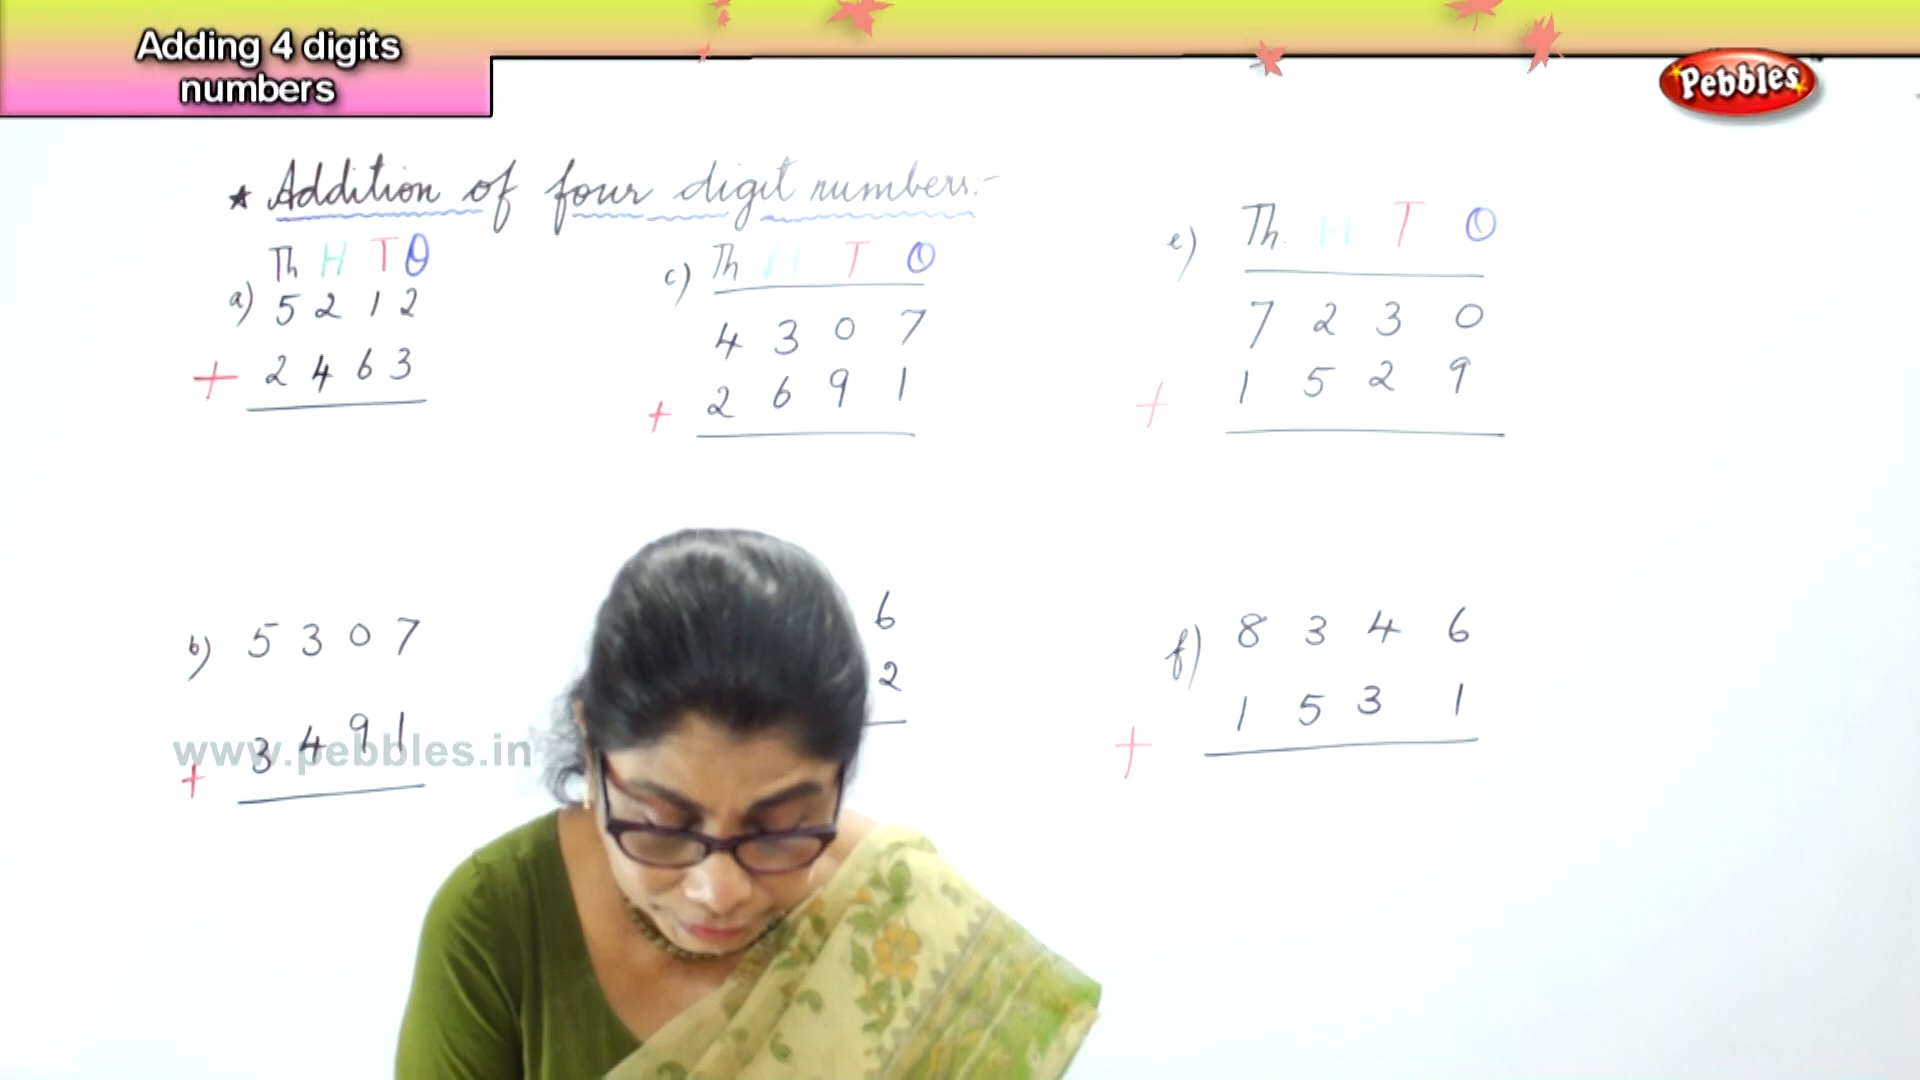 Adding 4 digits
numbers
Pebbles
★ Addition of four digit numbers:-
Th H T O
a) 5 2 1 2
+ 2 4 6 3
b) 5 3 0 7
+ 3 4 9 1
www.pebbles.in
c) Th H T O
4 3 0 7
+ 2 6 9 1
6
2
e) Th H T O
7 2 3 0
+ 1 5 2 9
f) 8 3 4 6
+ 1 5 3 1